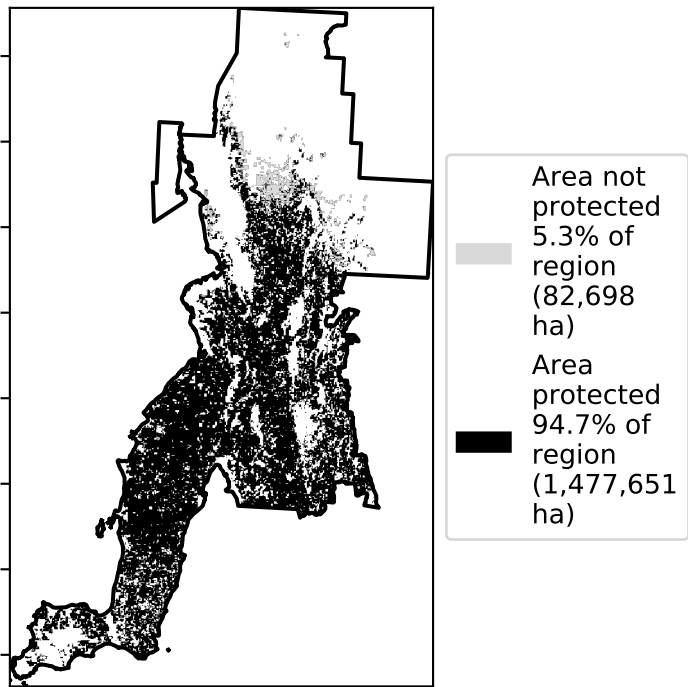 Area not
protected
5.3% of
region
(82,698
ha)
Area
protected
94.7% of
region
(1,477,651
ha)